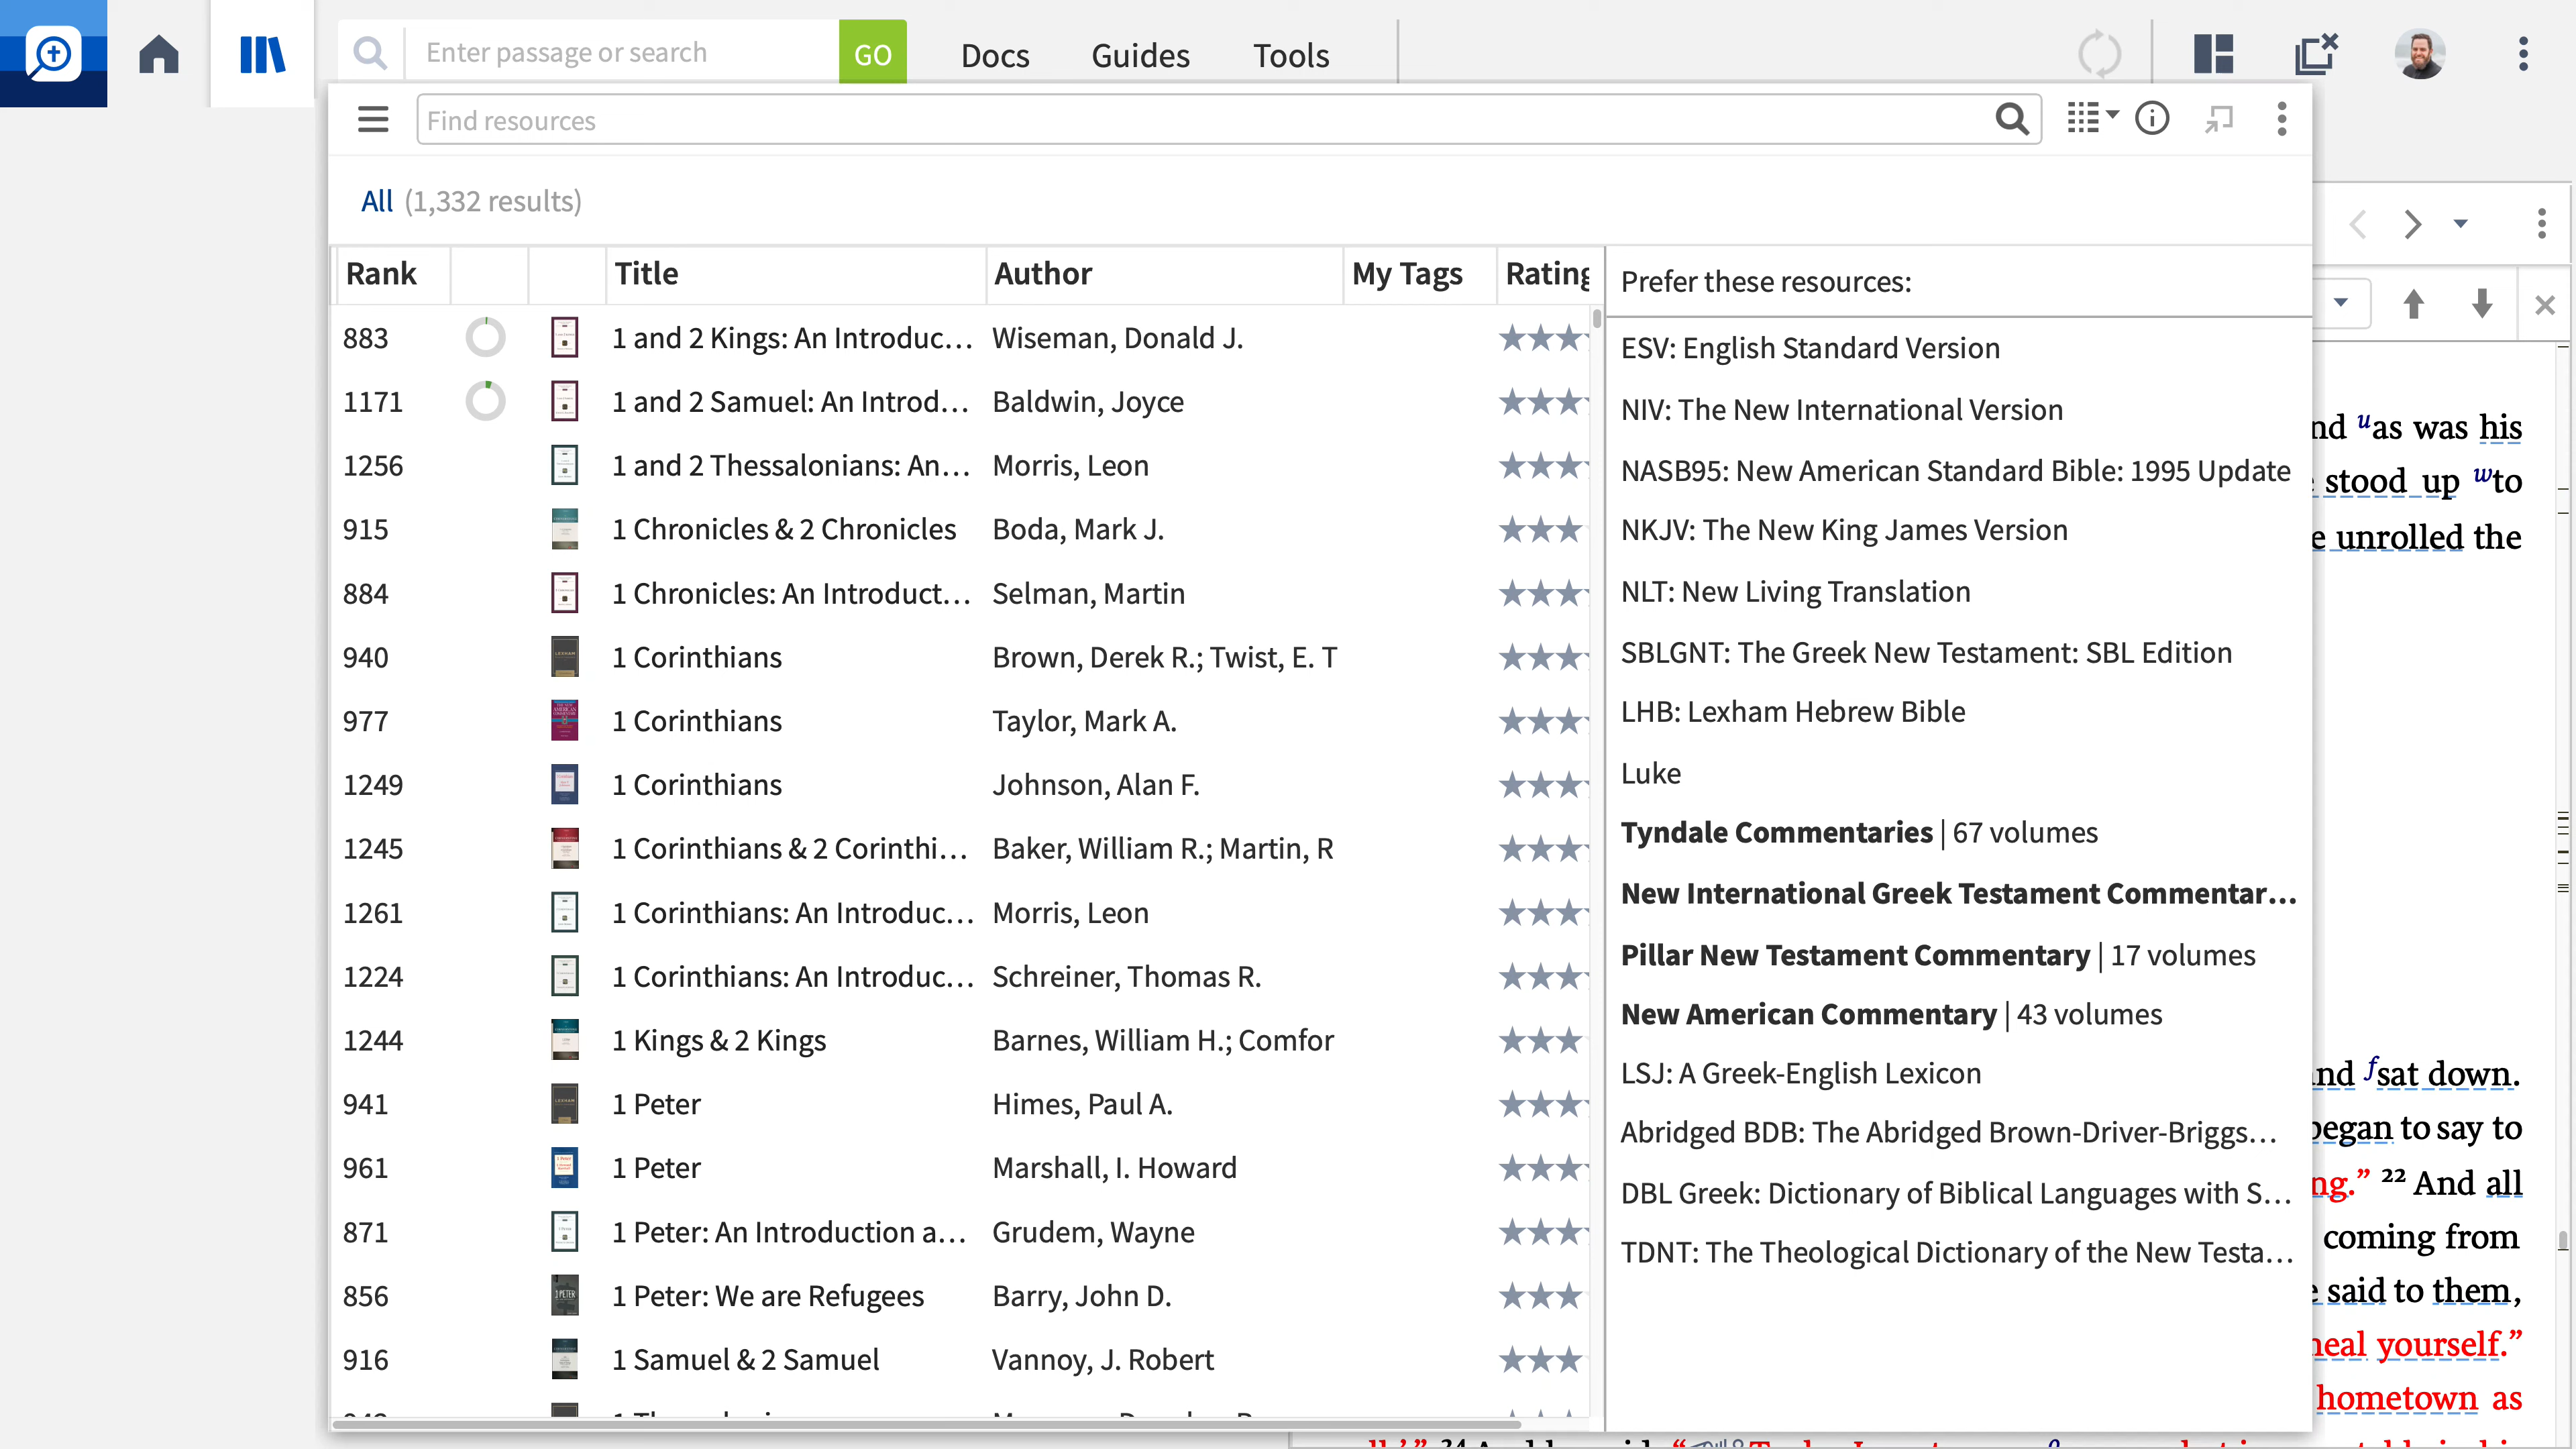 Enter passage or search GO Docs Guides Tools
Find resources
All (1,332 results)
Rank Title Author My Tags Rating
883 1 and 2 Kings: An Introduc… Wiseman, Donald J.
1171 1 and 2 Samuel: An Introd… Baldwin, Joyce
1256 1 and 2 Thessalonians: An… Morris, Leon
915 1 Chronicles & 2 Chronicles Boda, Mark J.
884 1 Chronicles: An Introduct… Selman, Martin
940 1 Corinthians Brown, Derek R.; Twist, E. T
977 1 Corinthians Taylor, Mark A.
1249 1 Corinthians Johnson, Alan F.
1245 1 Corinthians & 2 Corinthi… Baker, William R.; Martin, R
1261 1 Corinthians: An Introduc… Morris, Leon
1224 1 Corinthians: An Introduc… Schreiner, Thomas R.
1244 1 Kings & 2 Kings Barnes, William H.; Comfor
941 1 Peter Himes, Paul A.
961 1 Peter Marshall, I. Howard
871 1 Peter: An Introduction a… Grudem, Wayne
856 1 Peter: We are Refugees Barry, John D.
916 1 Samuel & 2 Samuel Vannoy, J. Robert
Prefer these resources:
ESV: English Standard Version
NIV: The New International Version
NASB95: New American Standard Bible: 1995 Update
NKJV: The New King James Version
NLT: New Living Translation
SBLGNT: The Greek New Testament: SBL Edition
LHB: Lexham Hebrew Bible
Luke
Tyndale Commentaries | 67 volumes
New International Greek Testament Commentar…
Pillar New Testament Commentary | 17 volumes
New American Commentary | 43 volumes
LSJ: A Greek-English Lexicon
Abridged BDB: The Abridged Brown-Driver-Briggs…
DBL Greek: Dictionary of Biblical Languages with S…
TDNT: The Theological Dictionary of the New Testa…
nd u as was his
stood up w to
e unrolled the
nd f sat down.
began to say to
ng.” 22 And all
coming from
e said to them,
heal yourself.”
hometown as